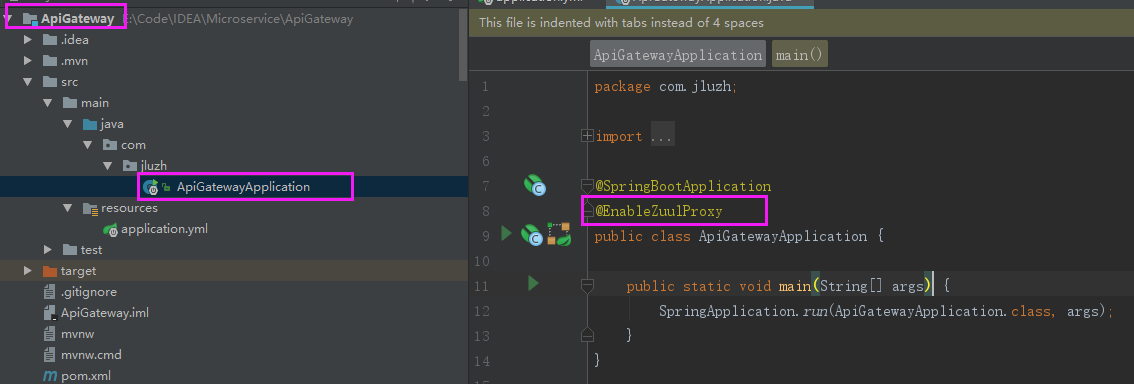 ApiGateway E:\Code\IDEA\Microservice\ApiGateway
.idea
.mvn
src
main
java
com
jluzh
ApiGatewayApplication
resources
application.yml
test
target
.gitignore
ApiGateway.iml
mvnw
mvnw.cmd
pom.xml
This file is indented with tabs instead of 4 spaces
ApiGatewayApplication main()
1 package com.jluzh;
2
3 import ...
6
7 @SpringBootApplication
8 @EnableZuulProxy
9 public class ApiGatewayApplication {
10
11 public static void main(String[] args) {
12 SpringApplication.run(ApiGatewayApplication.class, args);
13 }
14 }